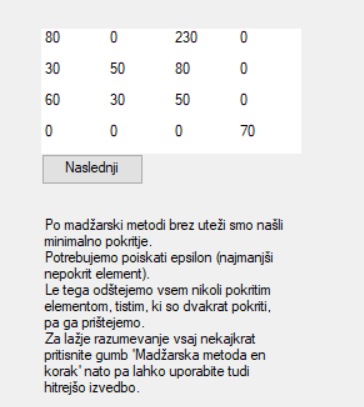 80 0 230 0
30 50 80 0
60 30 50 0
0 0 0 70
Naslednji
Po madžarski metodi brez uteži smo našli
minimalno pokritje.
Potrebujemo poiskati epsilon (najmanjši
nepokrit element).
Le tega odštejemo vsem nikoli pokritim
elementom, tistim, ki so dvakrat pokriti,
pa ga prištejemo.
Za lažje razumevanje vsaj nekajkrat
pritisnite gumb 'Madžarska metoda en
korak' nato pa lahko uporabite tudi
hitrejšo izvedbo.